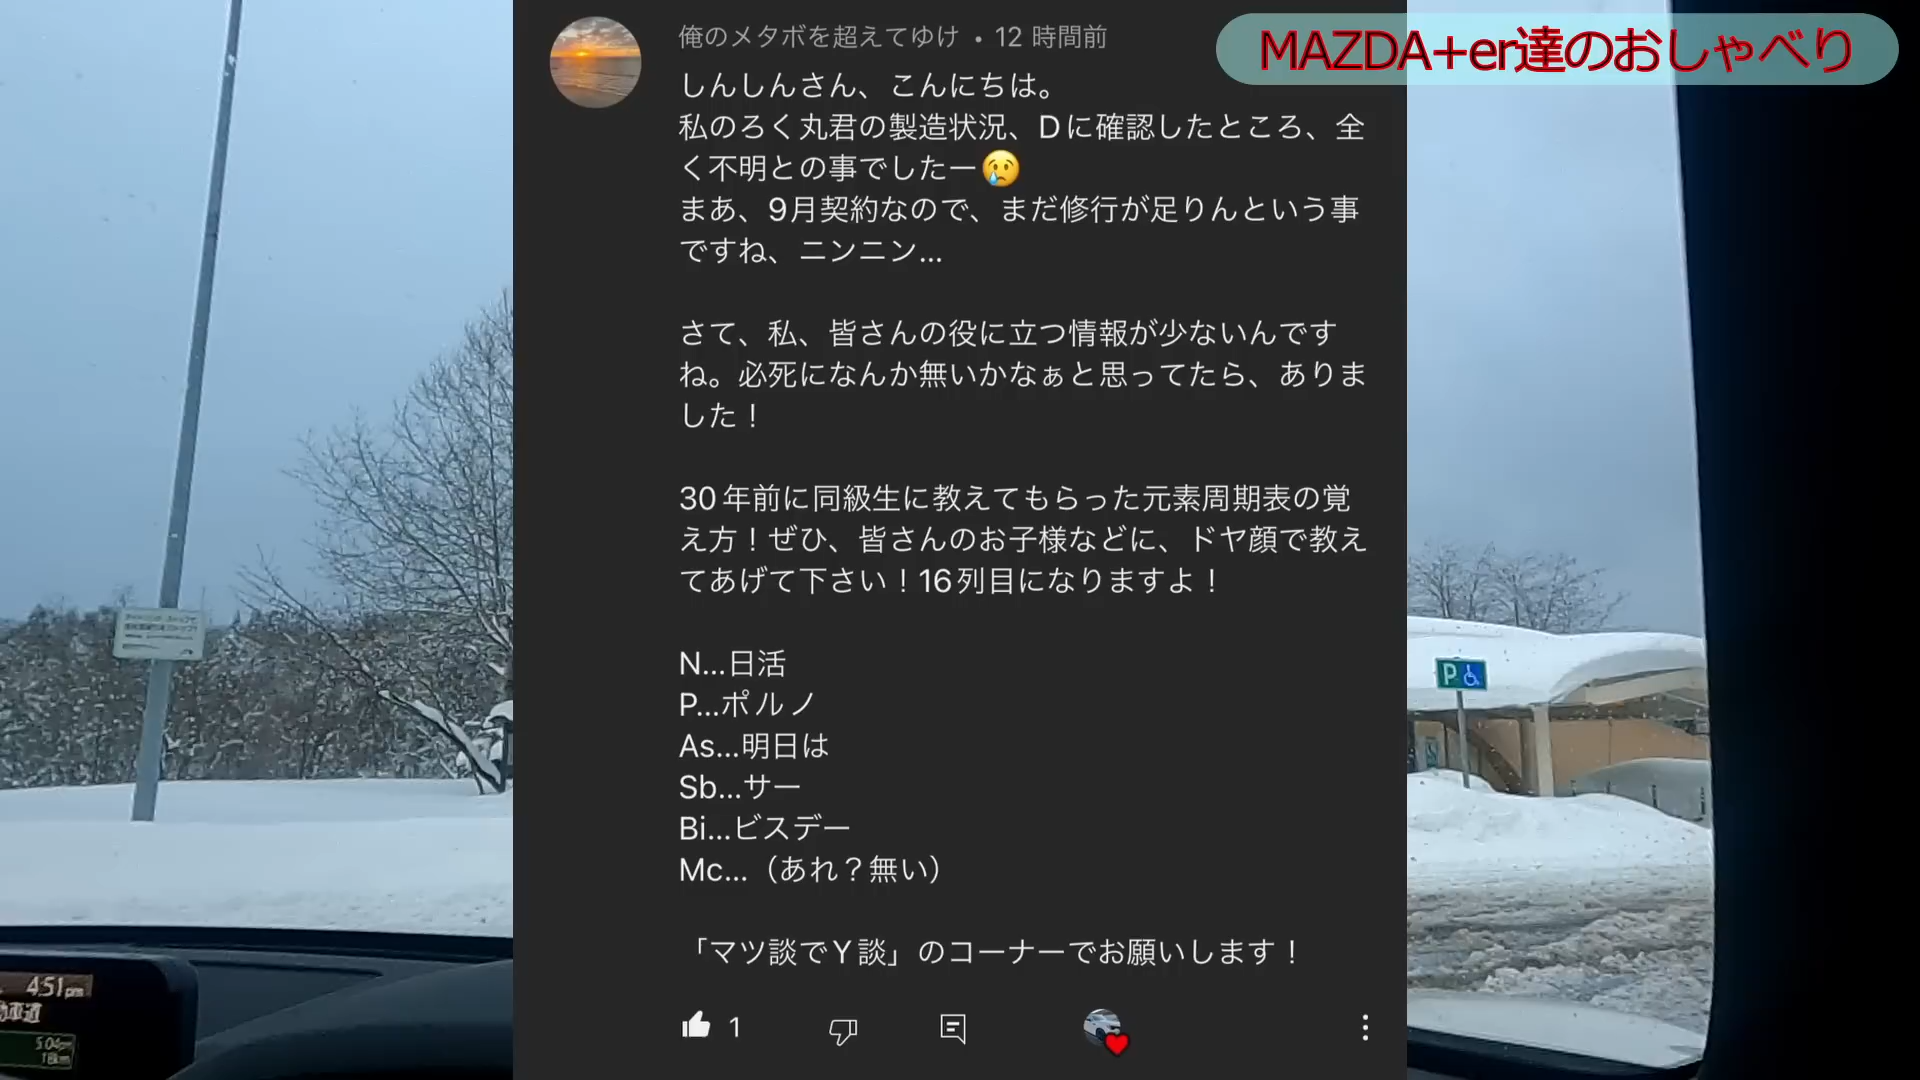 MAZDA+er達のおしゃべり
俺のメタボを超えてゆけ • 12 時間前
しんしんさん、こんにちは。
私のろく丸君の製造状況、Dに確認したところ、全
く不明との事でしたー😢
まあ、9月契約なので、まだ修行が足りんという事
ですね、ニンニン...
さて、私、皆さんの役に立つ情報が少ないんです
ね。必死になんか無いかなぁと思ってたら、ありま
した！
30年前に同級生に教えてもらった元素周期表の覚
え方！ぜひ、皆さんのお子様などに、ドヤ顔で教え
てあげて下さい！16列目になりますよ！
N...日活
P...ポルノ
As...明日は
Sb...サー
Bi...ビスデー
Mc...（あれ？無い）
「マツ談でY談」のコーナーでお願いします！
1
P
4:51pm
5:04pm